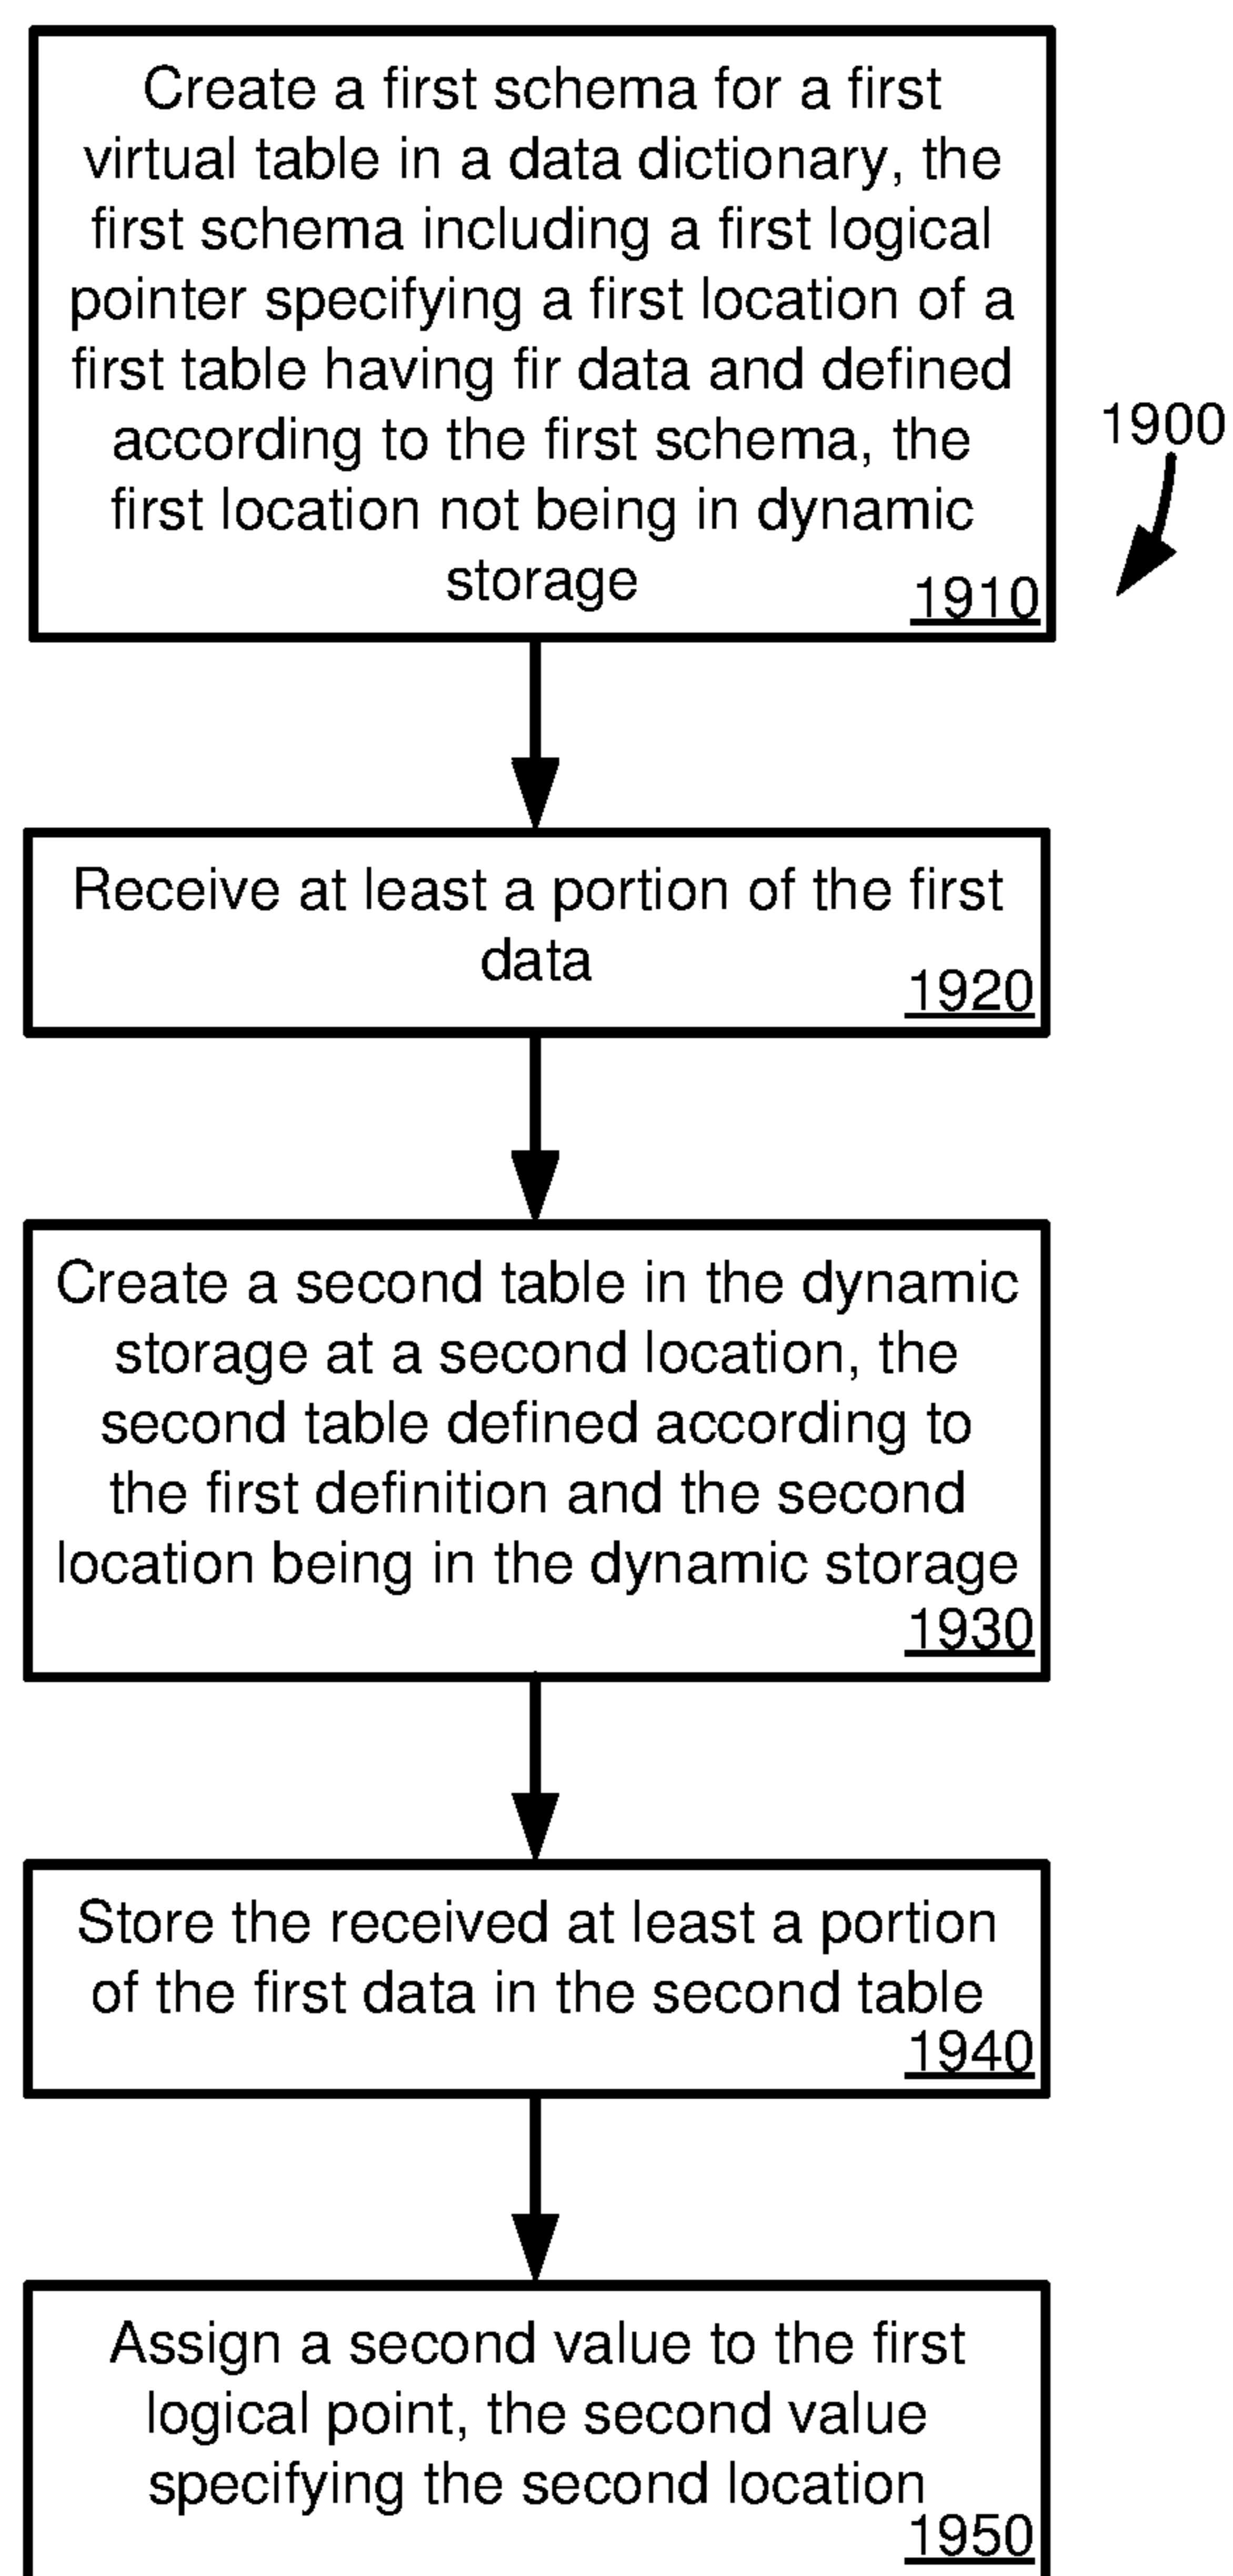 Create a first schema for a first
virtual table in a data dictionary, the
first schema including a first logical
pointer specifying a first location of a
first table having fir data and defined
according to the first schema, the
first location not being in dynamic
storage
1910
1900
Receive at least a portion of the first
data
1920
Create a second table in the dynamic
storage at a second location, the
second table defined according to
the first definition and the second
location being in the dynamic storage
1930
Store the received at least a portion
of the first data in the second table
1940
Assign a second value to the first
logical point, the second value
specifying the second location
1950